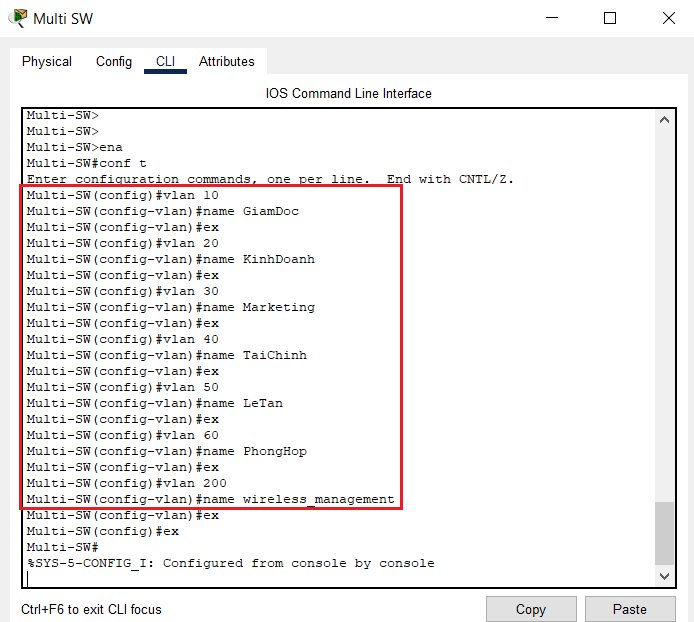 Multi SW
Physical Config CLI Attributes
IOS Command Line Interface
Multi-SW>
Multi-SW>
Multi-SW>ena
Multi-SW#conf t
Enter configuration commands, one per line.  End with CNTL/Z.
Multi-SW(config)#vlan 10
Multi-SW(config-vlan)#name GiamDoc
Multi-SW(config-vlan)#ex
Multi-SW(config)#vlan 20
Multi-SW(config-vlan)#name KinhDoanh
Multi-SW(config-vlan)#ex
Multi-SW(config)#vlan 30
Multi-SW(config-vlan)#name Marketing
Multi-SW(config-vlan)#ex
Multi-SW(config)#vlan 40
Multi-SW(config-vlan)#name TaiChinh
Multi-SW(config-vlan)#ex
Multi-SW(config)#vlan 50
Multi-SW(config-vlan)#name LeTan
Multi-SW(config-vlan)#ex
Multi-SW(config)#vlan 60
Multi-SW(config-vlan)#name PhongHop
Multi-SW(config-vlan)#ex
Multi-SW(config)#vlan 200
Multi-SW(config-vlan)#name wireless_management
Multi-SW(config-vlan)#ex
Multi-SW(config)#ex
Multi-SW#
%SYS-5-CONFIG_I: Configured from console by console
Ctrl+F6 to exit CLI focus
Copy Paste